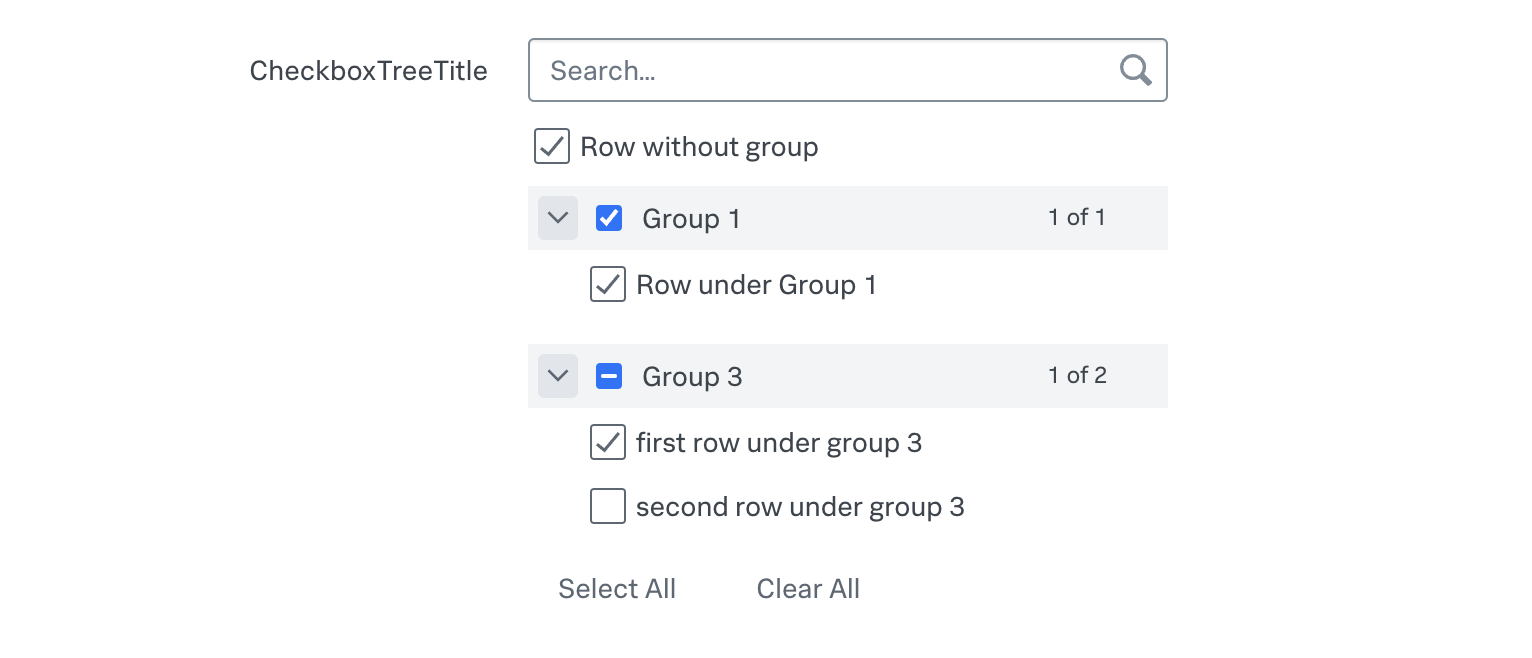 CheckboxTreeTitle
Search...
Row without group
Group 1 1 of 1
Row under Group 1
Group 3 1 of 2
first row under group 3
second row under group 3
Select All Clear All